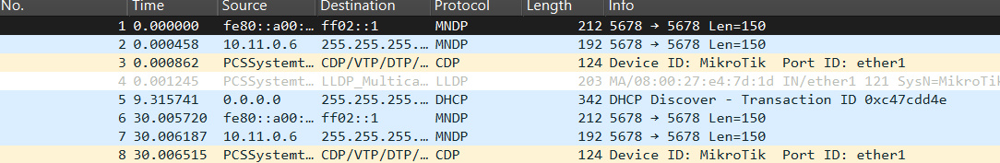 No. Time Source Destination Protocol Length Info
1 0.000000 fe80::a00:… ff02::1 MNDP 212 5678 → 5678 Len=150
2 0.000458 10.11.0.6 255.255.255.… MNDP 192 5678 → 5678 Len=150
3 0.000862 PCSSystemt… CDP/VTP/DTP/… CDP 124 Device ID: MikroTik  Port ID: ether1
4 0.001245 PCSSystemt… LLDP_Multica… LLDP 203 MA/08:00:27:e4:7d:1d IN/ether1 121 SysN=MikroTik
5 9.315741 0.0.0.0 255.255.255.… DHCP 342 DHCP Discover - Transaction ID 0xc47cdd4e
6 30.005720 fe80::a00:… ff02::1 MNDP 212 5678 → 5678 Len=150
7 30.006187 10.11.0.6 255.255.255.… MNDP 192 5678 → 5678 Len=150
8 30.006515 PCSSystemt… CDP/VTP/DTP/… CDP 124 Device ID: MikroTik  Port ID: ether1